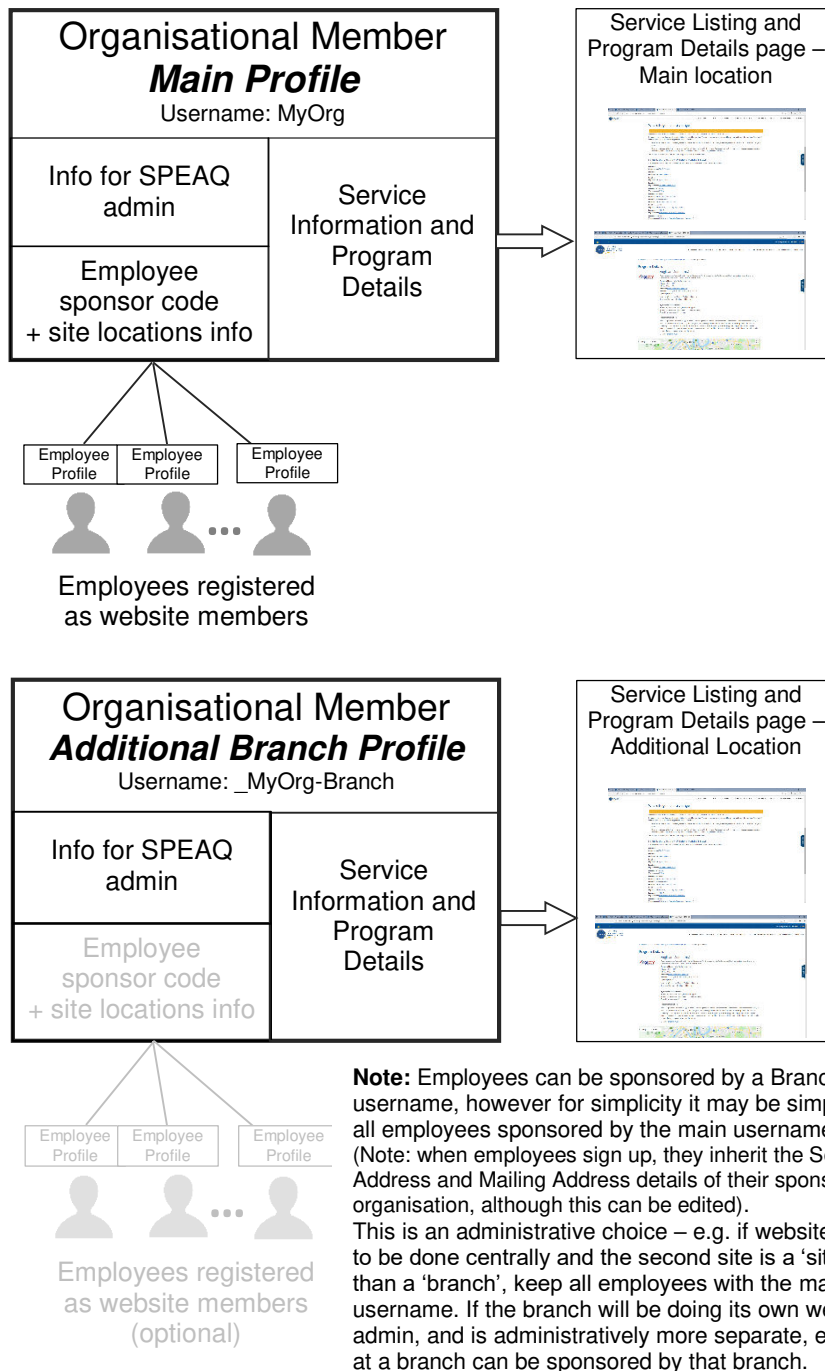 Organisational Member
Main Profile
Username: MyOrg
Info for SPEAQ
admin
Employee
sponsor code
+ site locations info
Service
Information and
Program
Details
Service Listing and
Program Details page –
Main location
Program Details
Employee
Profile
Employee
Profile
Employee
Profile
Employees registered
as website members
Organisational Member
Additional Branch Profile
Username: _MyOrg-Branch
Info for SPEAQ
admin
Employee
sponsor code
+ site locations info
Service
Information and
Program
Details
Service Listing and
Program Details page –
Additional Location
Program Details
Employee
Profile
Employee
Profile
Employee
Profile
Employees registered
as website members
(optional)
Note: Employees can be sponsored by a Branc
username, however for simplicity it may be simp
all employees sponsored by the main username
(Note: when employees sign up, they inherit the Se
Address and Mailing Address details of their spons
organisation, although this can be edited).
This is an administrative choice – e.g. if website
to be done centrally and the second site is a ‘sit
than a ‘branch’, keep all employees with the ma
username. If the branch will be doing its own we
admin, and is administratively more separate, e
at a branch can be sponsored by that branch.